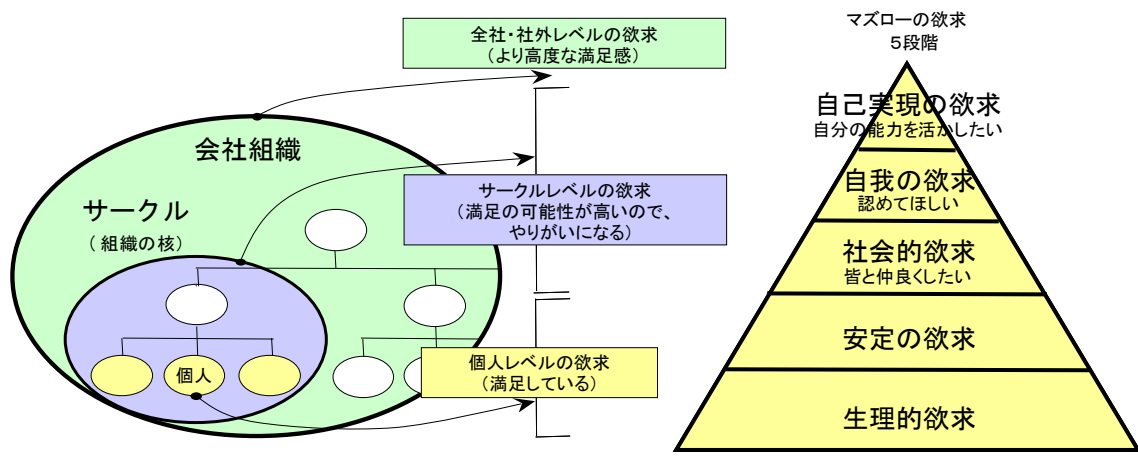 全社・社外レベルの欲求
（より高度な満足感）
会社組織
サークル
（ 組織の核）
個人
サークルレベルの欲求
（満足の可能性が高いので、
やりがいになる）
個人レベルの欲求
（満足している）
マズローの欲求
５段階
自己実現の欲求
自分の能力を活かしたい
自我の欲求
認めてほしい
社会的欲求
皆と仲良くしたい
安定の欲求
生理的欲求